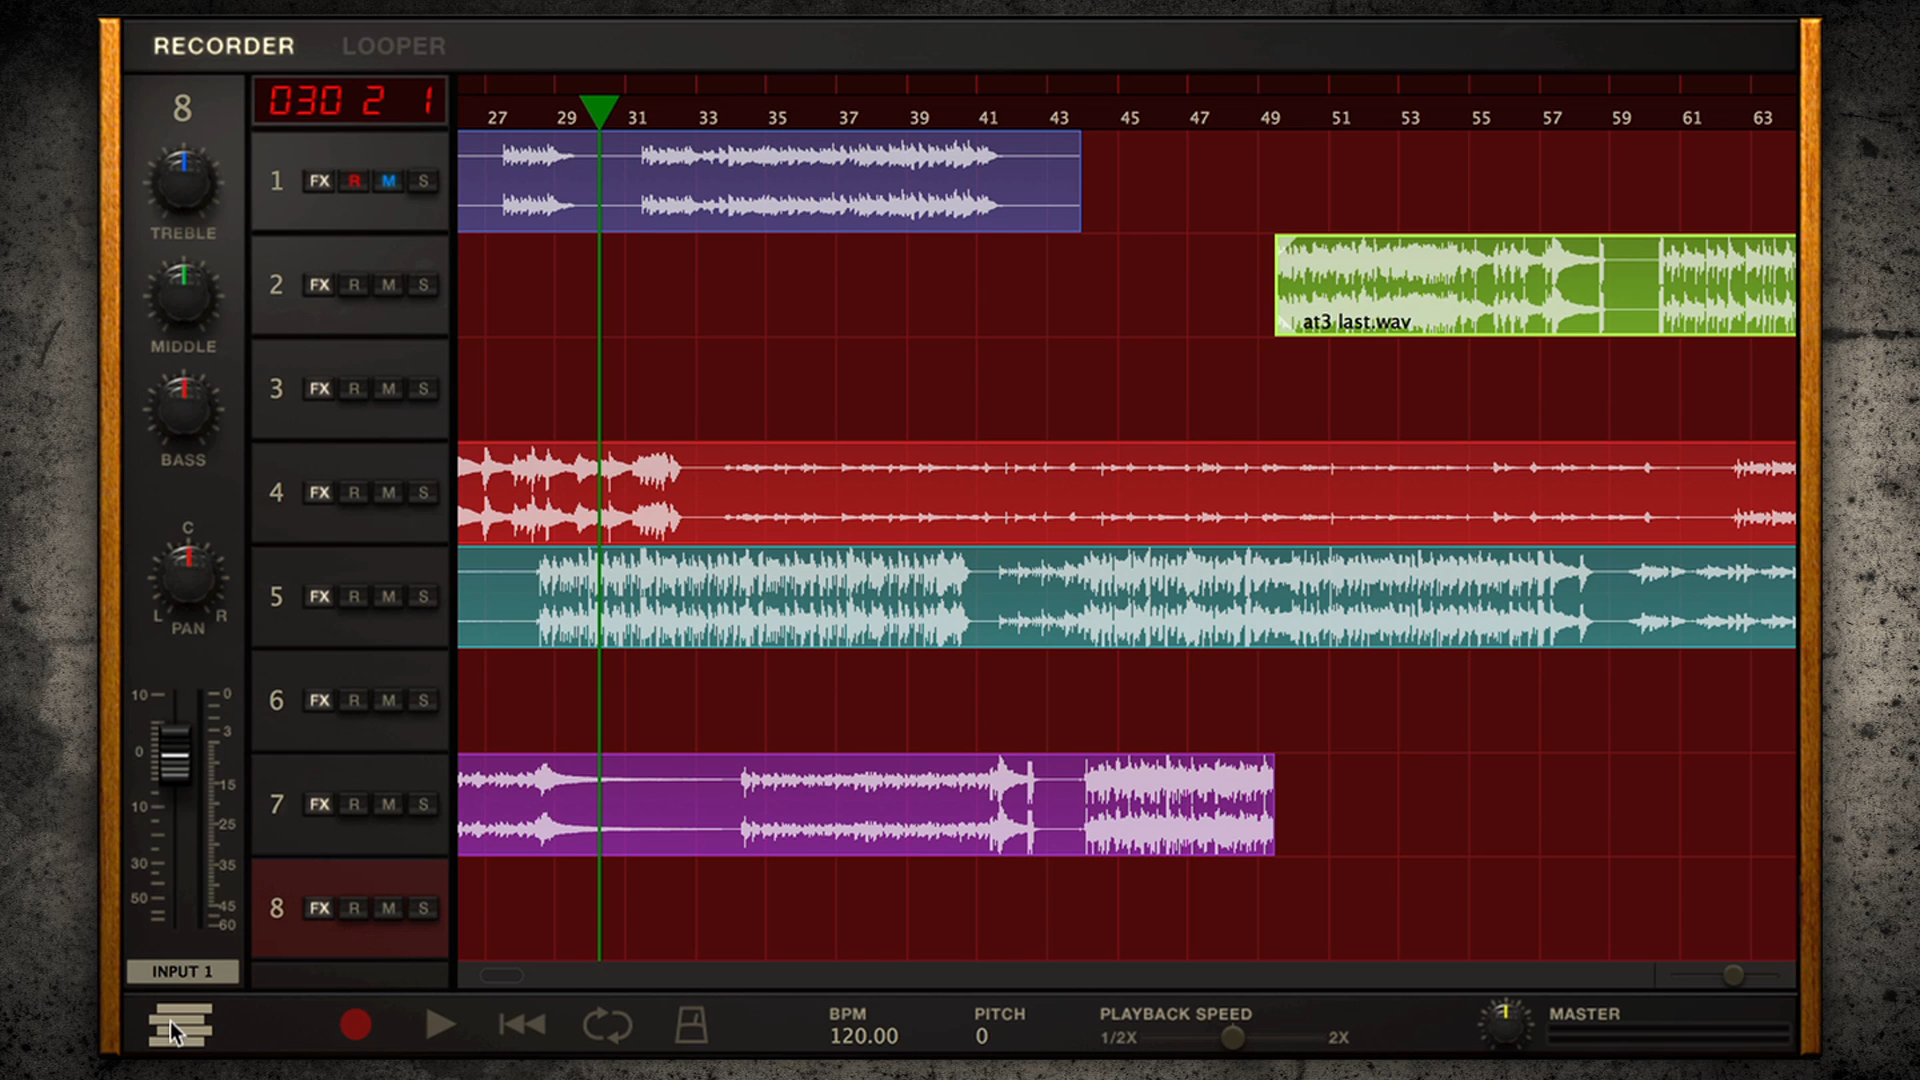 RECORDER LOOPER
8
030 2 1
27 29 31 33 35 37 39 41 43 45 47 49 51 53 55 57 59 61 63
TREBLE
MIDDLE
BASS
C
L R
PAN
10 0
3
0
15
10
25
30 35
50 45
60
INPUT 1
1 FX R M S
2 FX R M S
at3 last.wav
3 FX R M S
4 FX R M S
5 FX R M S
6 FX R M S
7 FX R M S
8 FX R M S
BPM
120.00
PITCH
0
PLAYBACK SPEED
1/2X 2X
MASTER